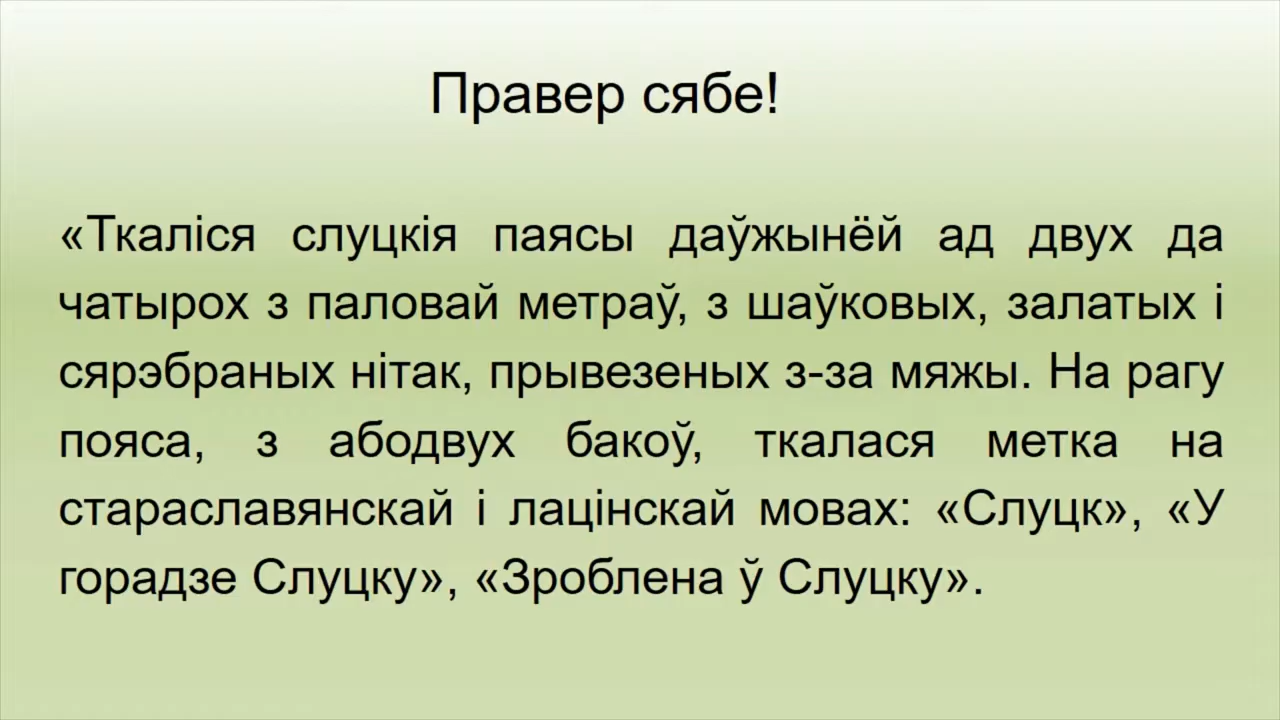 Правер сябе!
«Ткаліся слуцкія паясы даўжынёй ад двух да
чатырох з паловай метраў, з шаўковых, залатых і
сярэбраных нітак, прывезеных з-за мяжы. На рагу
пояса, з абодвух бакоў, ткалася метка на
стараславянскай і лацінскай мовах: «Слуцк», «У
горадзе Слуцку», «Зроблена ў Слуцку».